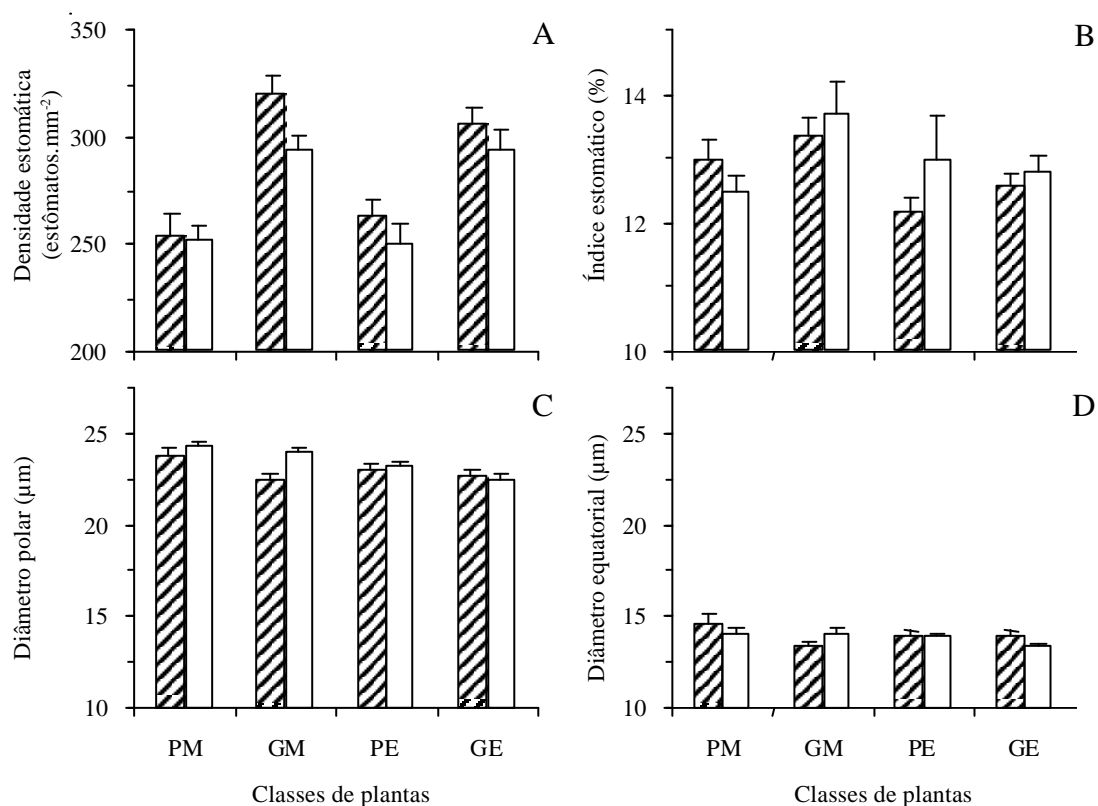 A
350
300
250
200
Densidade estomática
(estômatos.mm-2)
B
14
12
10
Índice estomático (%)
C
25
20
15
10
Diâmetro polar (µm)
PM GM PE GE
Classes de plantas
D
25
20
15
10
Diâmetro equatorial (µm)
PM GM PE GE
Classes de plantas